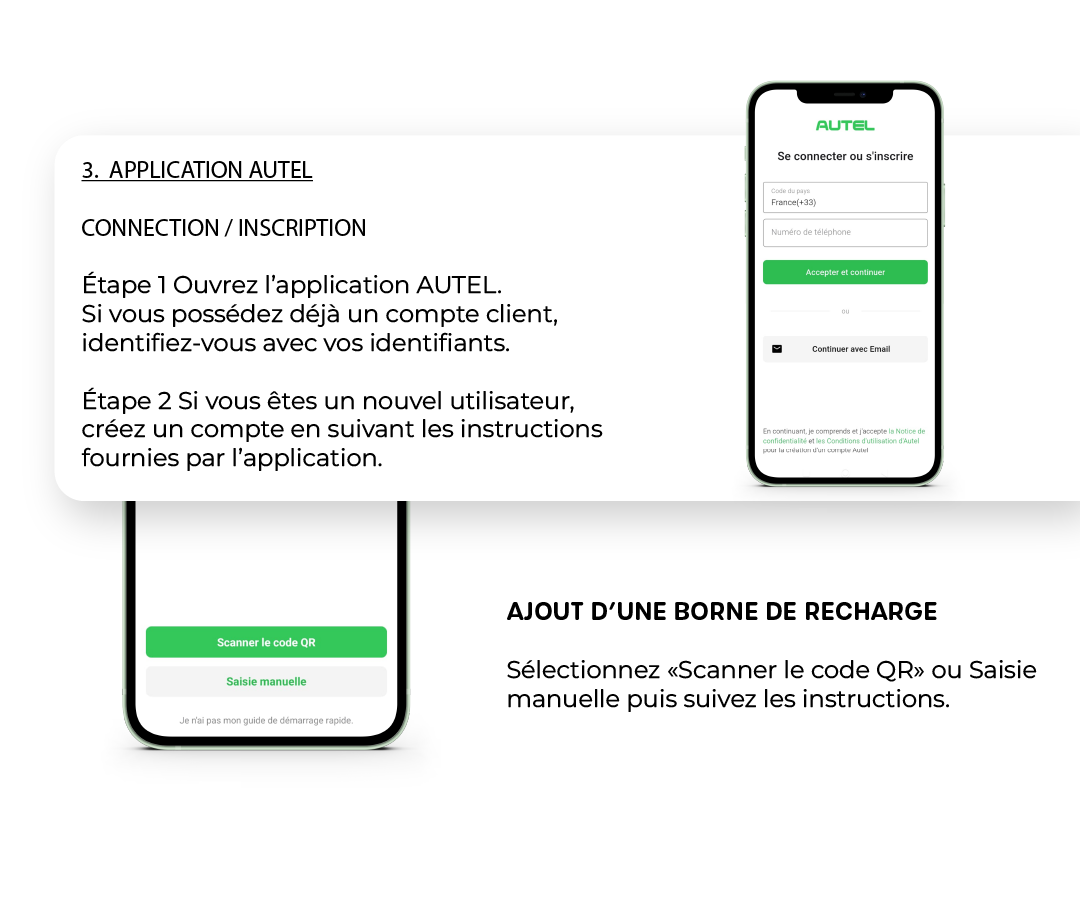 3. APPLICATION AUTEL
CONNECTION / INSCRIPTION
Étape 1 Ouvrez l’application AUTEL.
Si vous possédez déjà un compte client,
identifiez-vous avec vos identifiants.
Étape 2 Si vous êtes un nouvel utilisateur,
créez un compte en suivant les instructions
fournies par l’application.
AUTEL
Se connecter ou s'inscrire
Code du pays
France(+33)
Numéro de téléphone
Accepter et continuer
ou
Continuer avec Email
En continuant, je comprends et j'accepte la Notice de
confidentialité et les Conditions d'utilisation d'Autel
pour la création d'un compte Autel
Scanner le code QR
Saisie manuelle
Je n'ai pas mon guide de démarrage rapide.
AJOUT D’UNE BORNE DE RECHARGE
Sélectionnez «Scanner le code QR» ou Saisie
manuelle puis suivez les instructions.